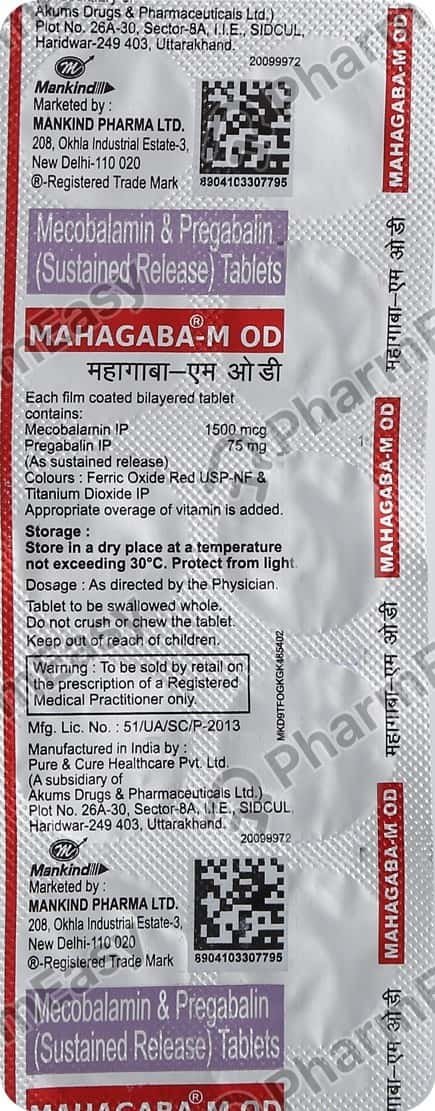 Akums Drugs & Pharmaceuticals Ltd.)
Plot No. 26A-30, Sector-8A, I.I.E., SIDCUL,
Haridwar-249 403, Uttarakhand.
20099972
Mankind
Marketed by :
MANKIND PHARMA LTD.
208, Okhla Industrial Estate-3,
New Delhi-110 020
®-Registered Trade Mark
8904103307795
Mecobalamin & Pregabalin
(Sustained Release) Tablets
MAHAGABA®-M OD
महागाबा–एम ओ डी
Each film coated bilayered tablet
contains:
Mecobalamin IP 1500 mcg
Pregabalin IP 75 mg
(As sustained release)
Colours : Ferric Oxide Red USP-NF &
Titanium Dioxide IP
Appropriate overage of vitamin is added.
Storage :
Store in a dry place at a temperature
not exceeding 30°C. Protect from light.
Dosage : As directed by the Physician.
Tablet to be swallowed whole.
Do not crush or chew the tablet.
Keep out of reach of children.
Warning : To be sold by retail on
the prescription of a Registered
Medical Practitioner only.
Mfg. Lic. No. : 51/UA/SC/P-2013
Manufactured in India by :
Pure & Cure Healthcare Pvt. Ltd.
(A subsidiary of
Akums Drugs & Pharmaceuticals Ltd.)
Plot No. 26A-30, Sector-8A, I.I.E., SIDCUL,
Haridwar-249 403, Uttarakhand.
20099972
Mankind
Marketed by :
MANKIND PHARMA LTD.
208, Okhla Industrial Estate-3,
New Delhi-110 020
®-Registered Trade Mark
8904103307795
Mecobalamin & Pregabalin
(Sustained Release) Tablets
MAHAGABA®-M OD
MAHAGABA-M OD
महागाबा–एम ओ डी
MAHAGABA-M OD
महागाबा–एम ओ डी
MAHAGABA-M OD
गाबा–एम ओ डी